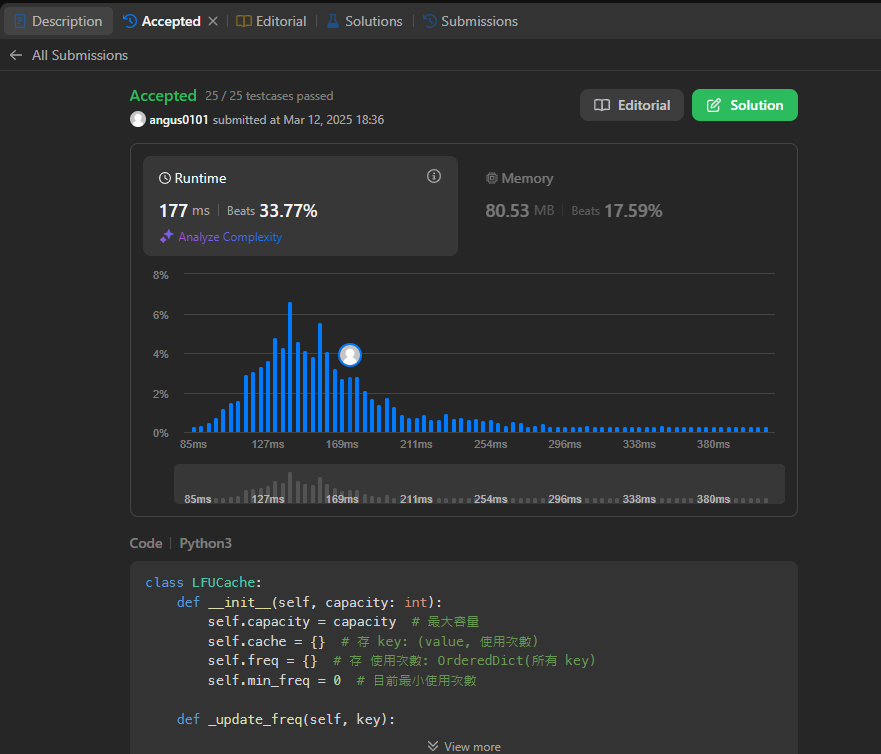 Description Accepted Editorial Solutions Submissions
All Submissions
Accepted 25 / 25 testcases passed
angus0101 submitted at Mar 12, 2025 18:36
Editorial Solution
Runtime
177 ms Beats 33.77%
Analyze Complexity
Memory
80.53 MB Beats 17.59%
8%
6%
4%
2%
0%
85ms 127ms 169ms 211ms 254ms 296ms 338ms 380ms
85ms 127ms 169ms 211ms 254ms 296ms 338ms 380ms
Code Python3
class LFUCache:
    def __init__(self, capacity: int):
        self.capacity = capacity  # 最大容量
        self.cache = {}  # 存 key: (value, 使用次數)
        self.freq = {}  # 存 使用次數: OrderedDict(所有 key)
        self.min_freq = 0  # 目前最小使用次數
    def _update_freq(self, key):
View more